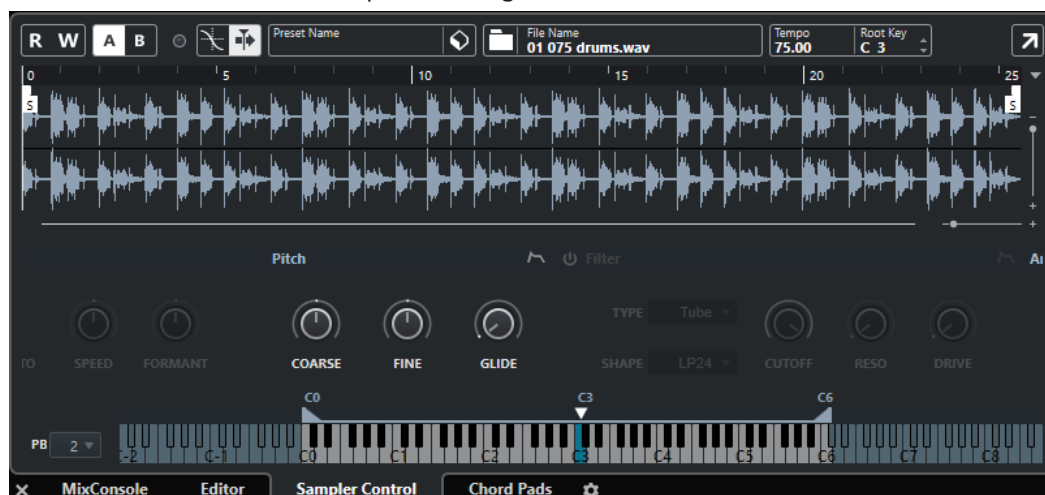 R W A B Preset Name File Name Tempo Root Key
01 075 drums.wav 75.00 C 3
0 5 10 15 20 25
S S
Pitch Filter
TYPE Tube
SPEED FORMANT COARSE FINE GLIDE SHAPE LP24 CUTOFF RESO DRIVE
C0 C3 C6
PB 2
C-1 C0 C1 C2 C3 C4 C5 C6 C7 C8
MixConsole Editor Sampler Control Chord Pads